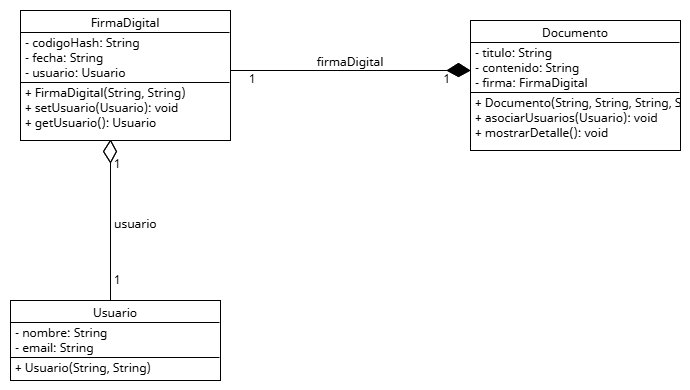 FirmaDigital
- codigoHash: String
- fecha: String
- usuario: Usuario
+ FirmaDigital(String, String)
+ setUsuario(Usuario): void
+ getUsuario(): Usuario
firmaDigital
1
1
Documento
- titulo: String
- contenido: String
- firma: FirmaDigital
+ Documento(String, String, String, S
+ asociarUsuarios(Usuario): void
+ mostrarDetalle(): void
1
usuario
1
Usuario
- nombre: String
- email: String
+ Usuario(String, String)